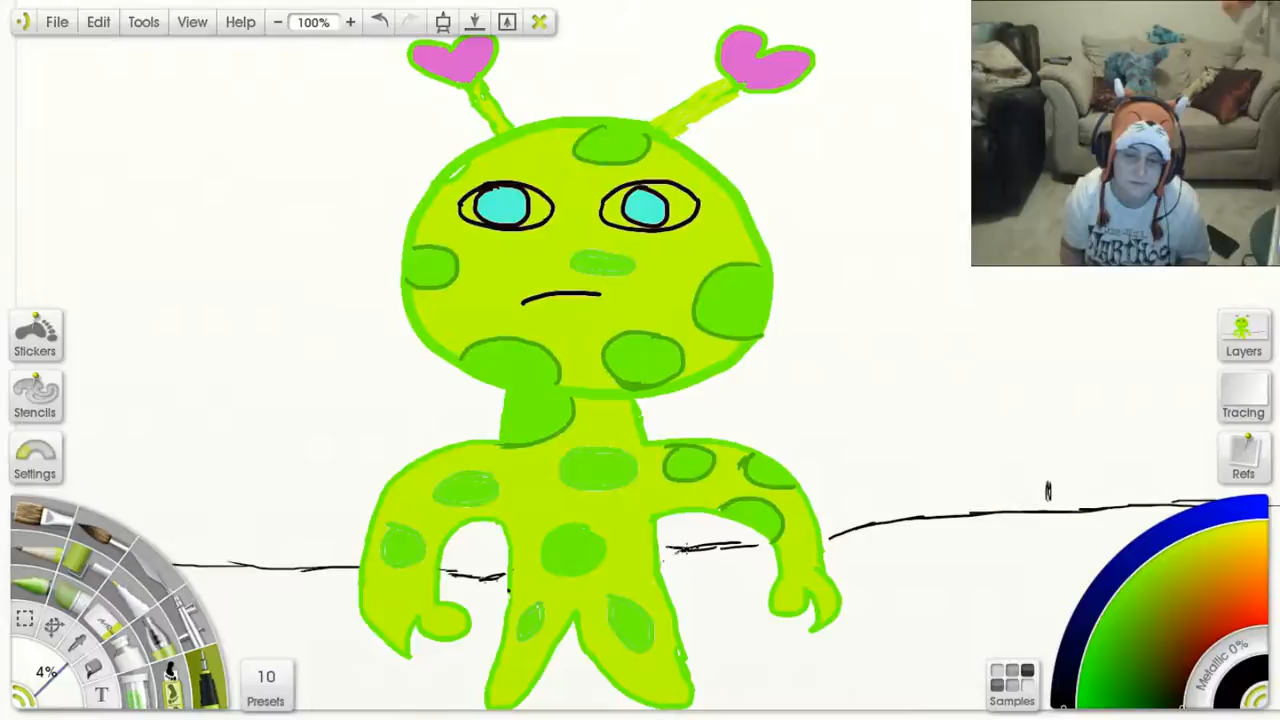 File Edit Tools View Help − 100% +
Stickers
Stencils
Settings
4%
T
10
Presets
Layers
Tracing
Refs
Metallic 0%
Samples